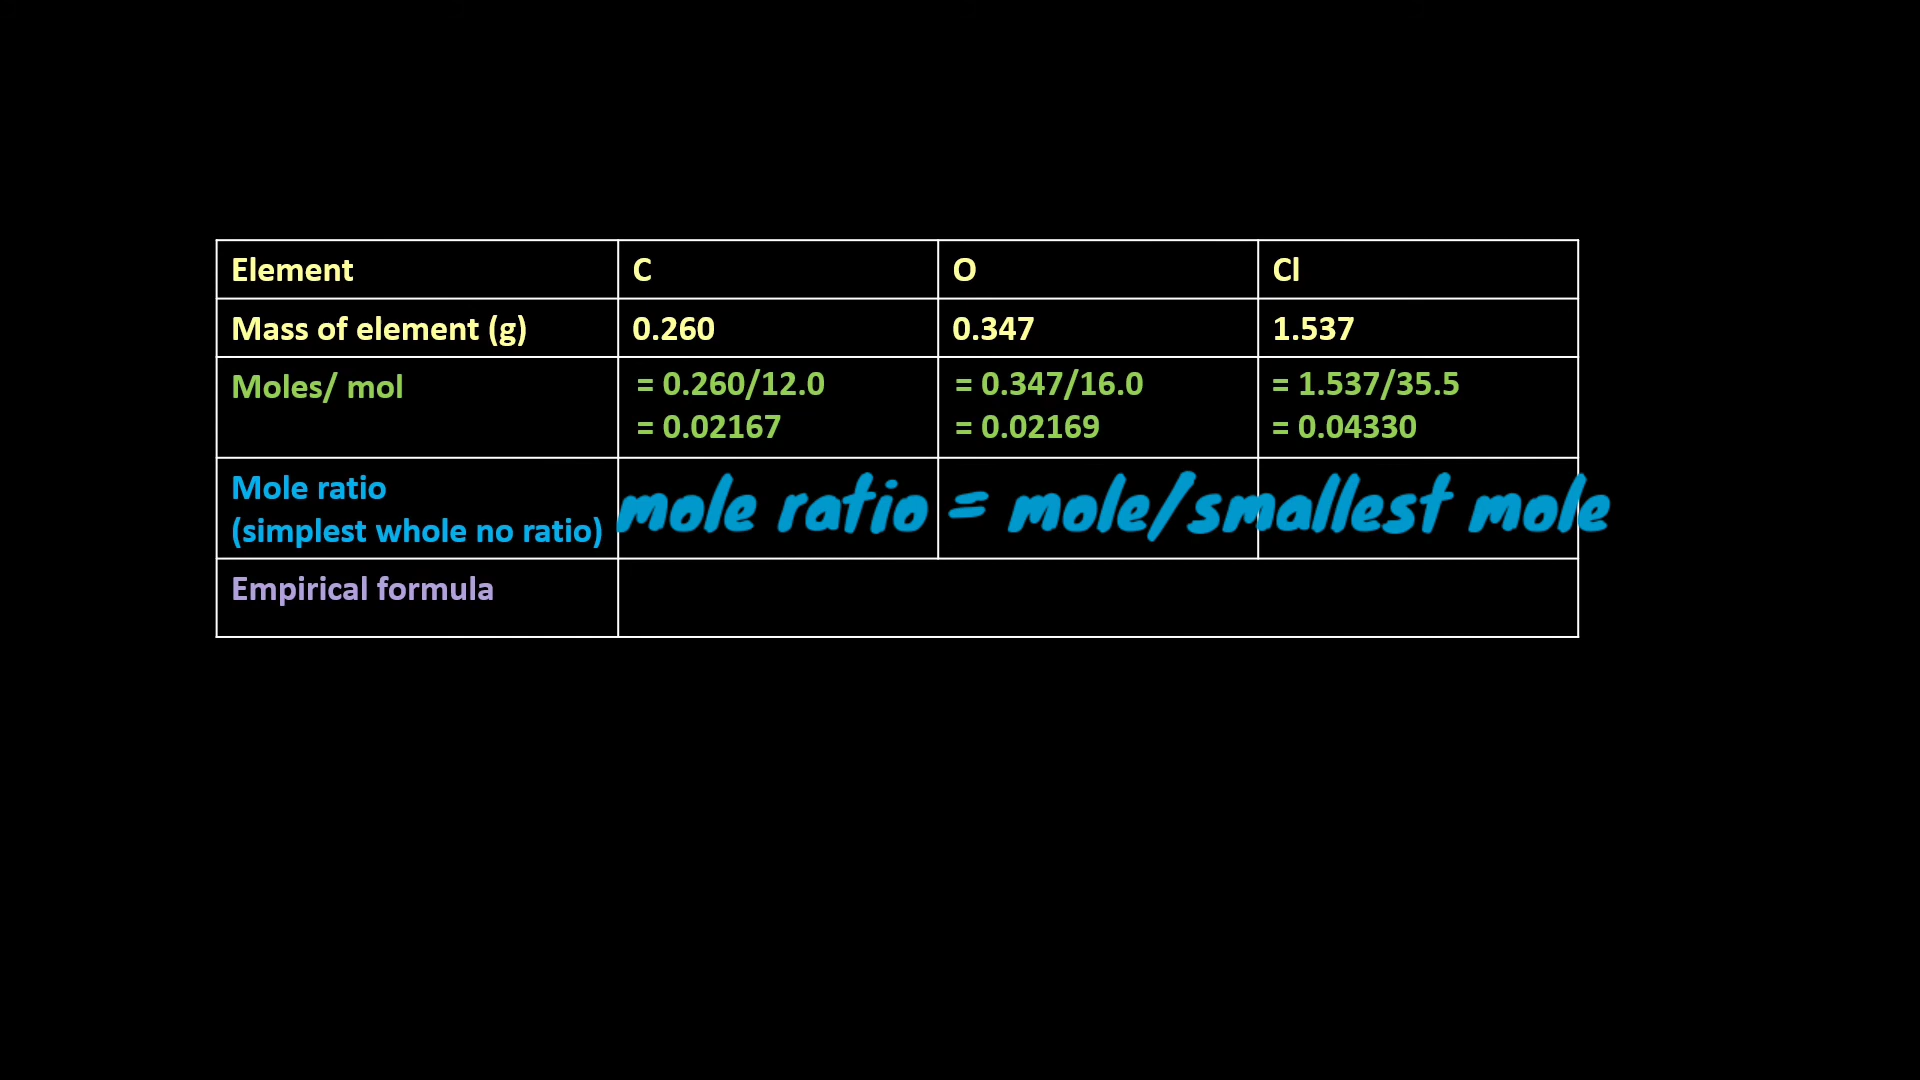 Element C O Cl
Mass of element (g) 0.260 0.347 1.537
Moles/ mol = 0.260/12.0 = 0.347/16.0 = 1.537/35.5
= 0.02167 = 0.02169 = 0.04330
Mole ratio
(simplest whole no ratio)
mole ratio = mole/smallest mole
Empirical formula